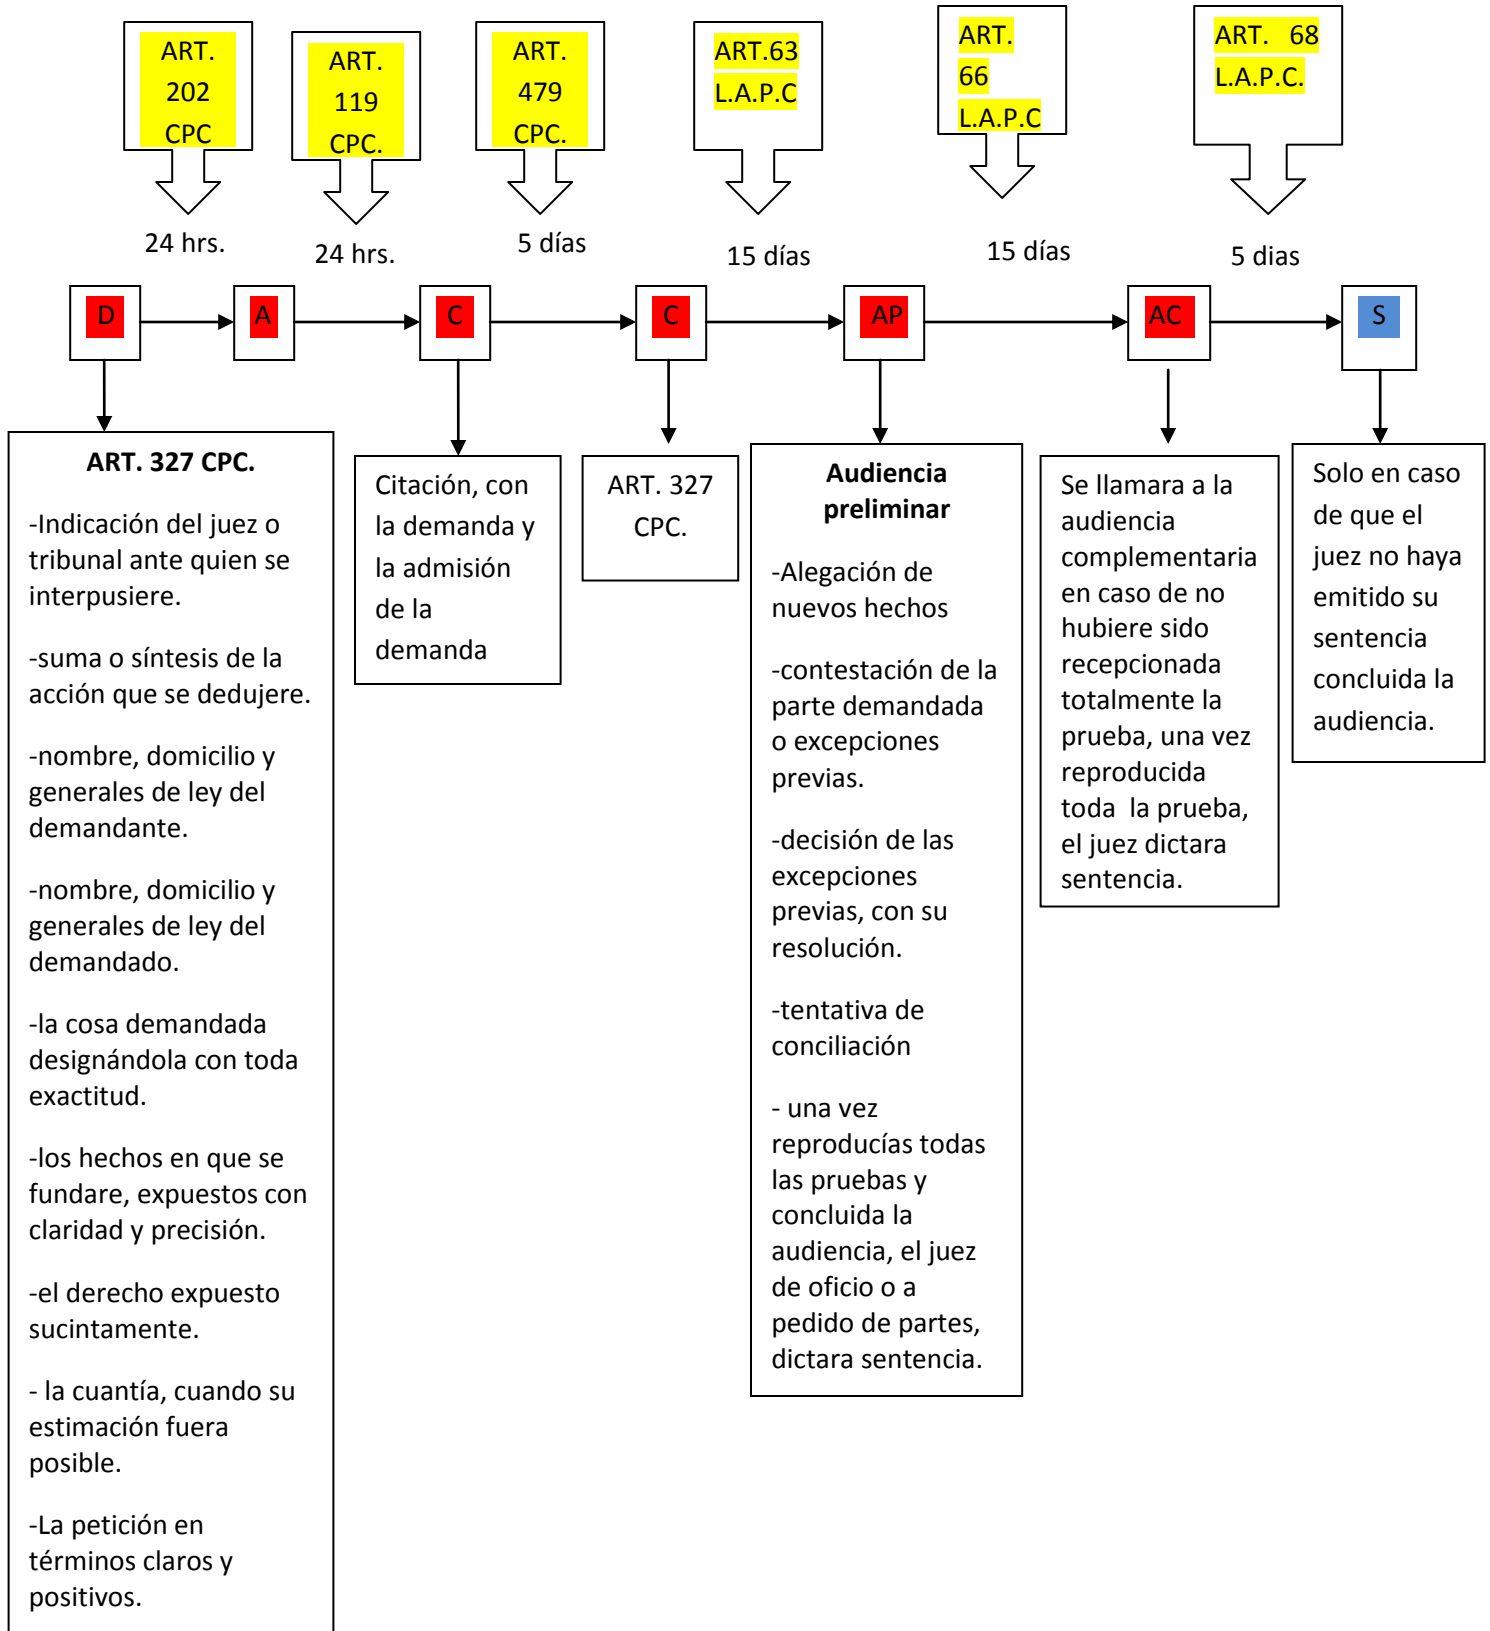 ART.
202
CPC
ART.
119
CPC.
ART.
479
CPC.
ART.63
L.A.P.C
ART.
66
L.A.P.C
ART. 68
L.A.P.C.
24 hrs.
24 hrs.
5 días
15 días
15 días
5 dias
D
A
C
C
AP
AC
S
ART. 327 CPC.
-Indicación del juez o
tribunal ante quien se
interpusiere.
-suma o síntesis de la
acción que se dedujere.
-nombre, domicilio y
generales de ley del
demandante.
-nombre, domicilio y
generales de ley del
demandado.
-la cosa demandada
designándola con toda
exactitud.
-los hechos en que se
fundare, expuestos con
claridad y precisión.
-el derecho expuesto
sucintamente.
- la cuantía, cuando su
estimación fuera
posible.
-La petición en
términos claros y
positivos.
Citación, con
la demanda y
la admisión
de la
demanda
ART. 327
CPC.
Audiencia
preliminar
-Alegación de
nuevos hechos
-contestación de la
parte demandada
o excepciones
previas.
-decisión de las
excepciones
previas, con su
resolución.
-tentativa de
conciliación
- una vez
reproducías todas
las pruebas y
concluida la
audiencia, el juez
de oficio o a
pedido de partes,
dictara sentencia.
Se llamara a la
audiencia
complementaria
en caso de no
hubiere sido
recepcionada
totalmente la
prueba, una vez
reproducida
toda la prueba,
el juez dictara
sentencia.
Solo en caso
de que el
juez no haya
emitido su
sentencia
concluida la
audiencia.